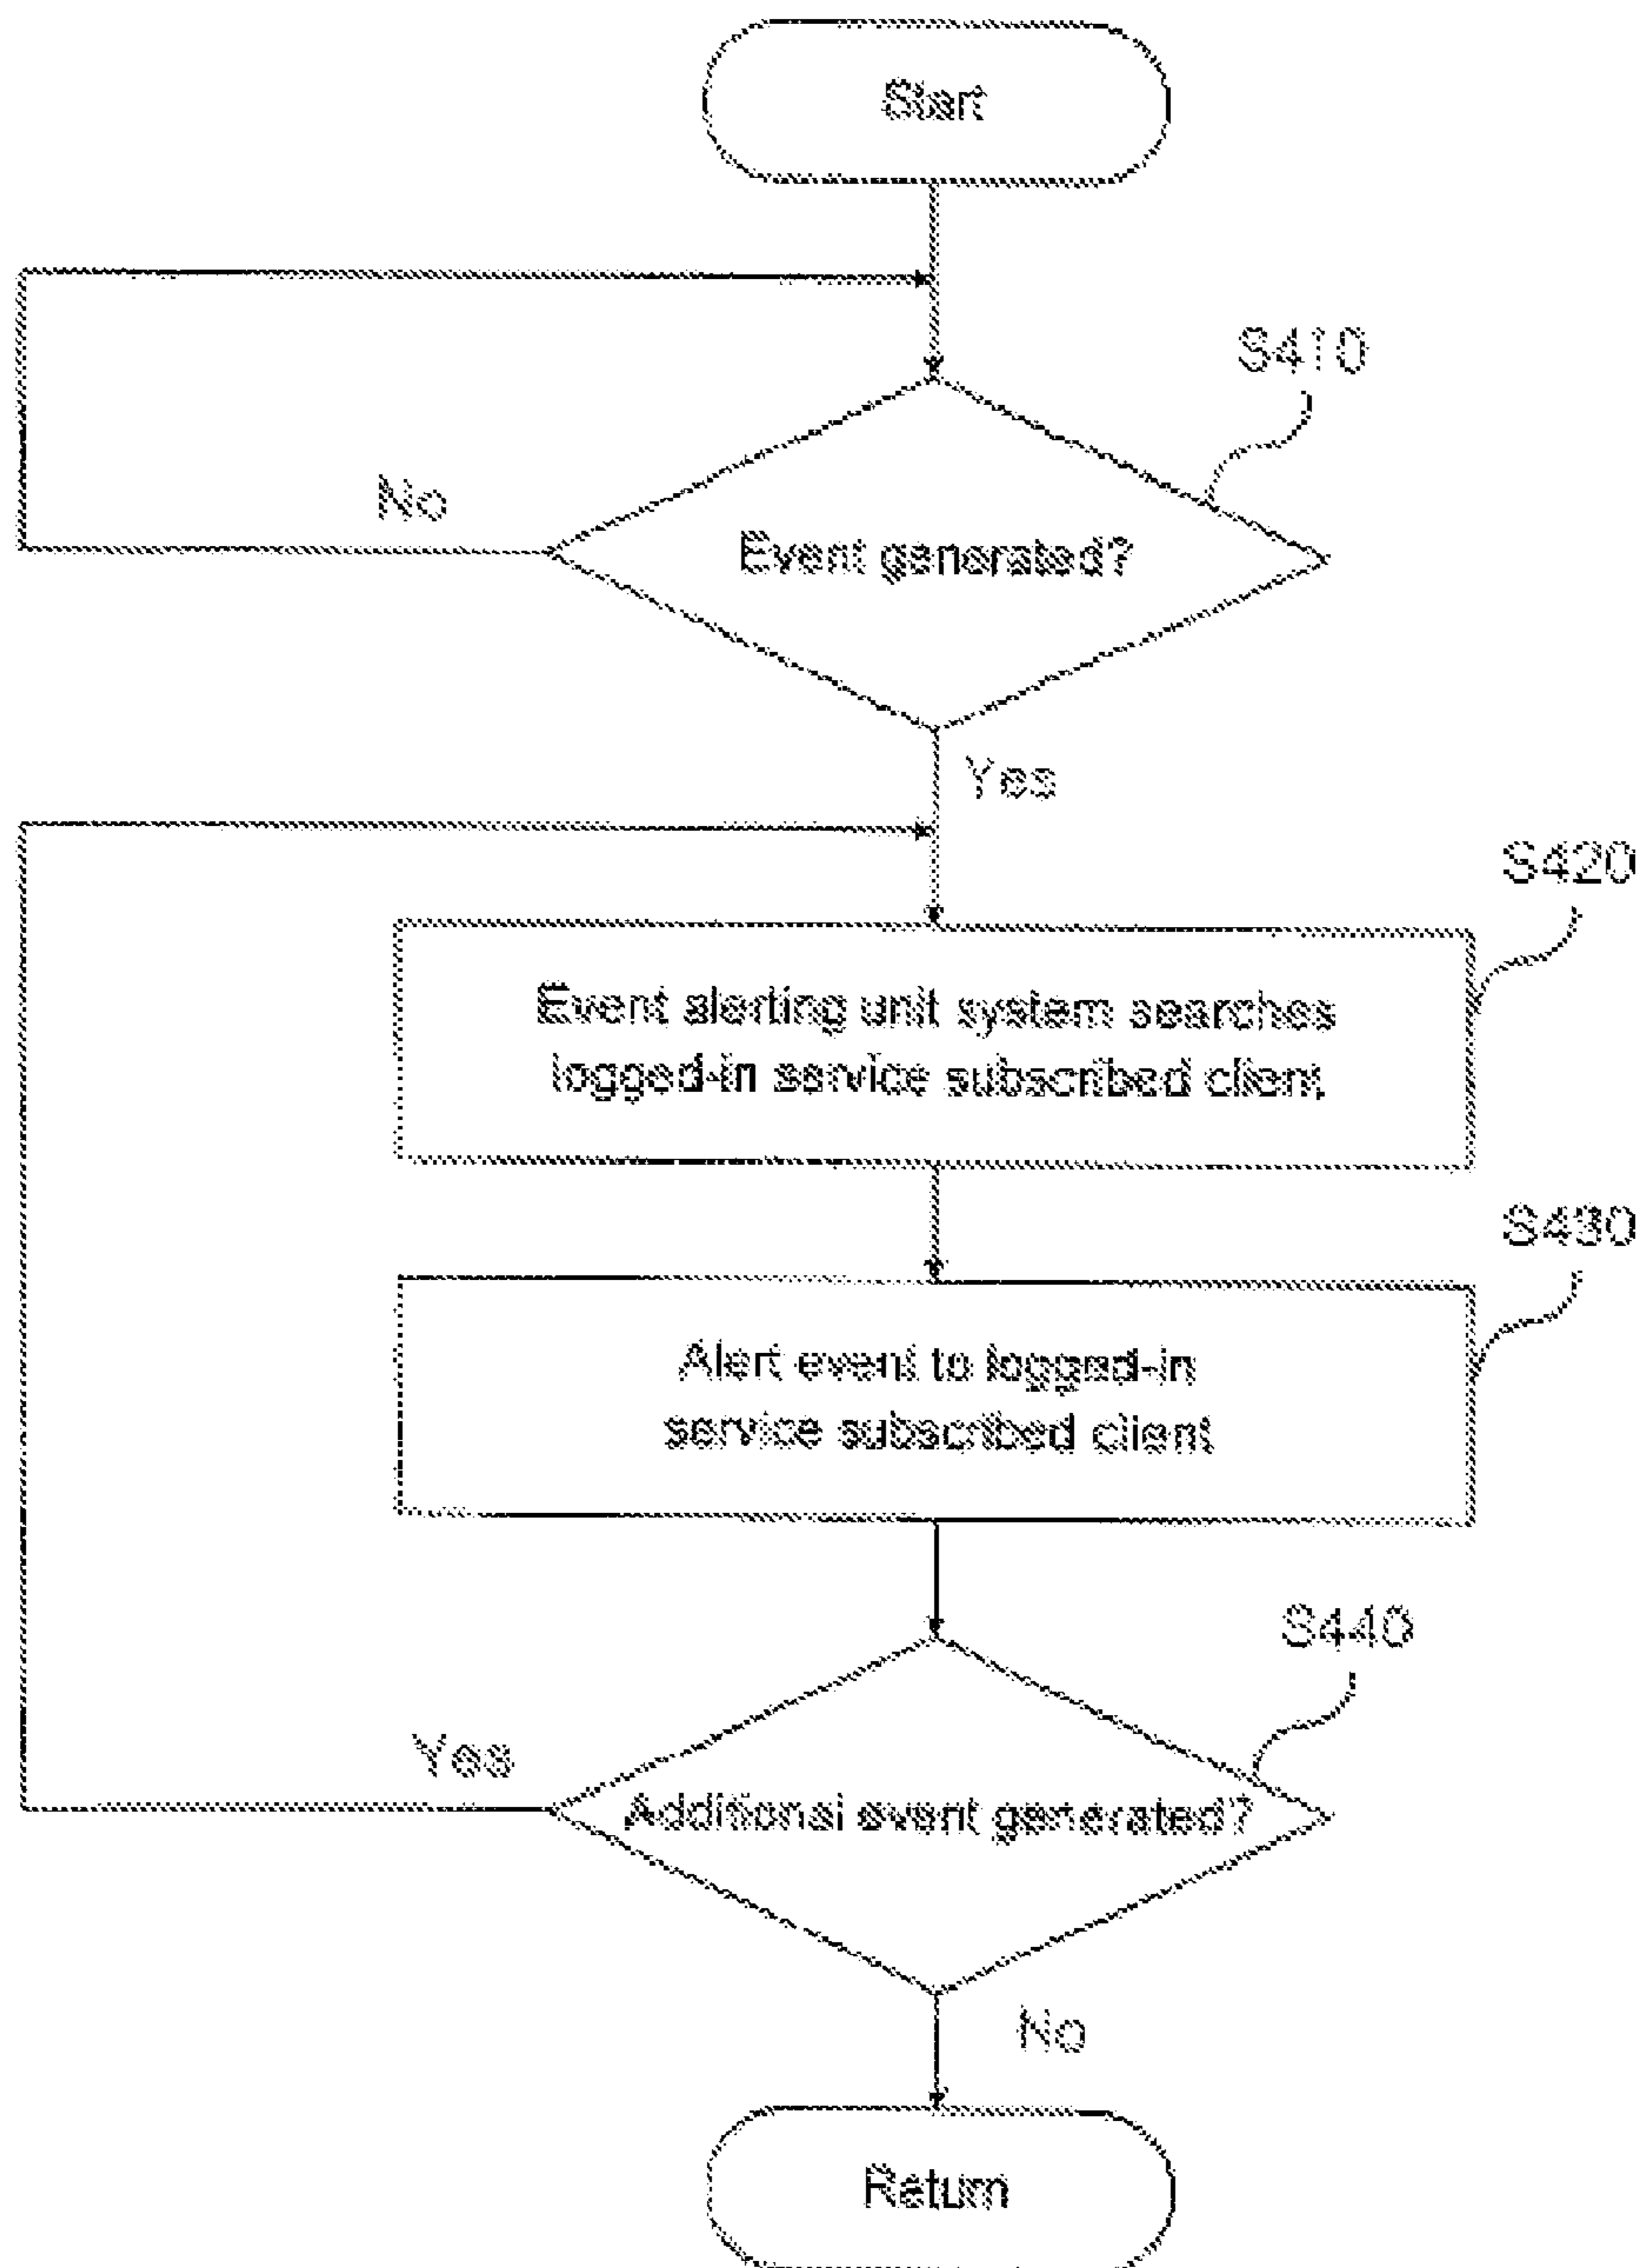 Start
S410
No
Event generated?
Yes
S420
Event alerting unit system searches
logged-in service subscribed client
S430
Alert event to logged-in
service subscribed client
S440
Yes
Additional event generated?
No
Return